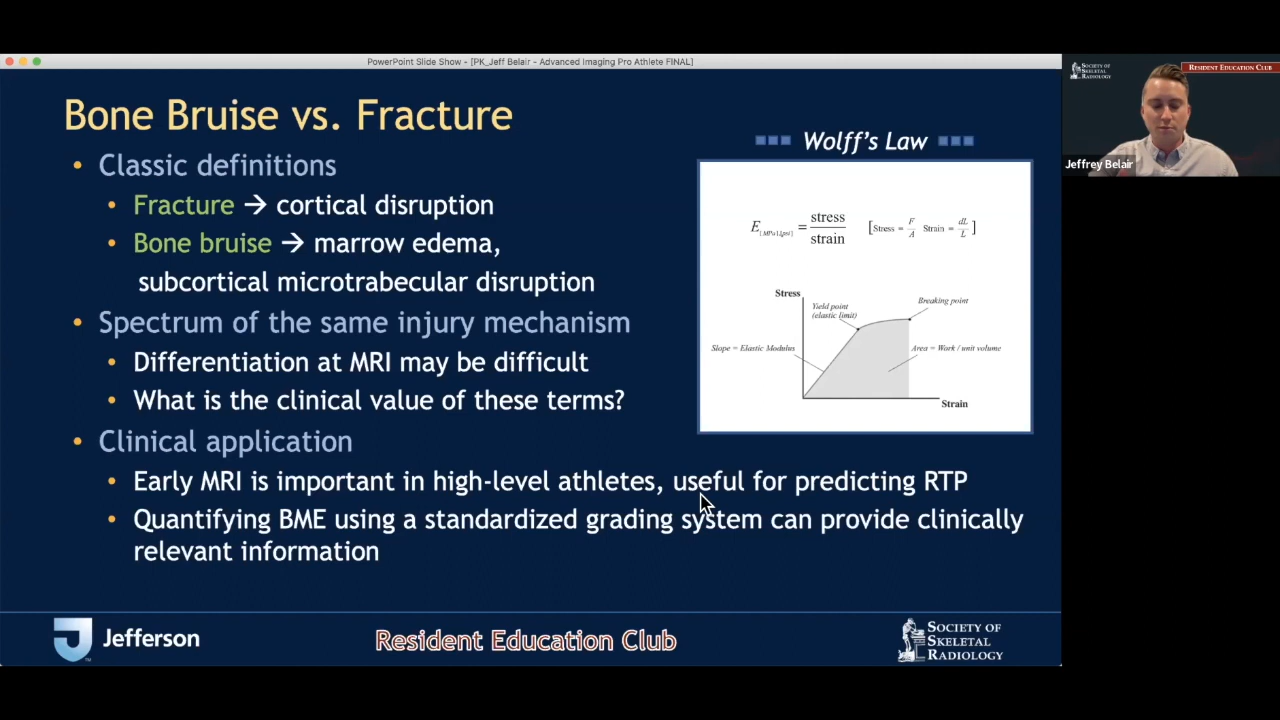 PowerPoint Slide Show - [PK_Jeff Belair - Advanced Imaging Pro Athlete FINAL]
Bone Bruise vs. Fracture
• Classic definitions
• Fracture → cortical disruption
• Bone bruise → marrow edema,
subcortical microtrabecular disruption
• Spectrum of the same injury mechanism
• Differentiation at MRI may be difficult
• What is the clinical value of these terms?
• Clinical application
• Early MRI is important in high-level athletes, useful for predicting RTP
• Quantifying BME using a standardized grading system can provide clinically
relevant information
Wolff's Law
E[MPa],[psi] = stress / strain [Stress = F/A Strain = dL/L]
Stress
Yield point
(elastic limit)
Breaking point
Slope = Elastic Modulus
Area = Work / unit volume
Strain
Jefferson
TM
Resident Education Club
SOCIETY OF
SKELETAL
RADIOLOGY
SOCIETY OF
SKELETAL
RADIOLOGY
RESIDENT EDUCATION CLUB
Jeffrey Belair